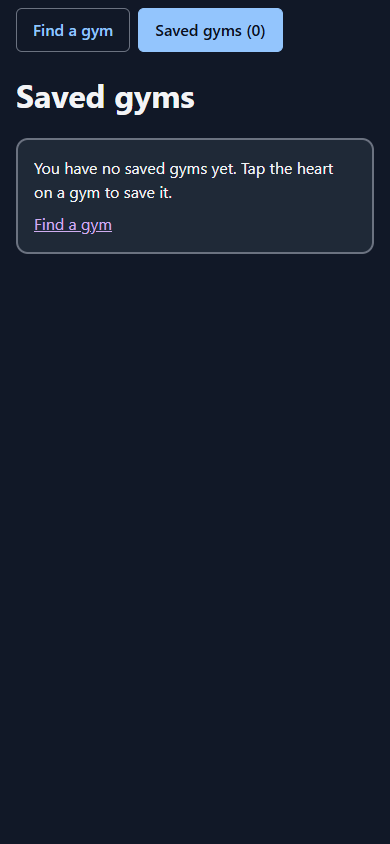 Find a gym
Saved gyms (0)
Saved gyms
You have no saved gyms yet. Tap the heart
on a gym to save it.
Find a gym